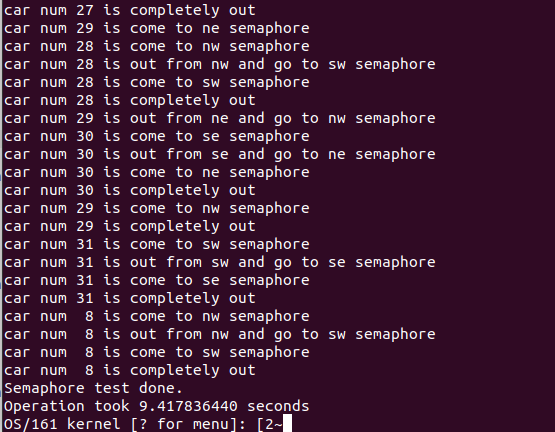 car num 27 is completely out
car num 29 is come to ne semaphore
car num 28 is come to nw semaphore
car num 28 is out from nw and go to sw semaphore
car num 28 is come to sw semaphore
car num 28 is completely out
car num 29 is out from ne and go to nw semaphore
car num 30 is come to se semaphore
car num 30 is out from se and go to ne semaphore
car num 30 is come to ne semaphore
car num 30 is completely out
car num 29 is come to nw semaphore
car num 29 is completely out
car num 31 is come to sw semaphore
car num 31 is out from sw and go to se semaphore
car num 31 is come to se semaphore
car num 31 is completely out
car num  8 is come to nw semaphore
car num  8 is out from nw and go to sw semaphore
car num  8 is come to sw semaphore
car num  8 is completely out
Semaphore test done.
Operation took 9.417836440 seconds
OS/161 kernel [? for menu]: [2~